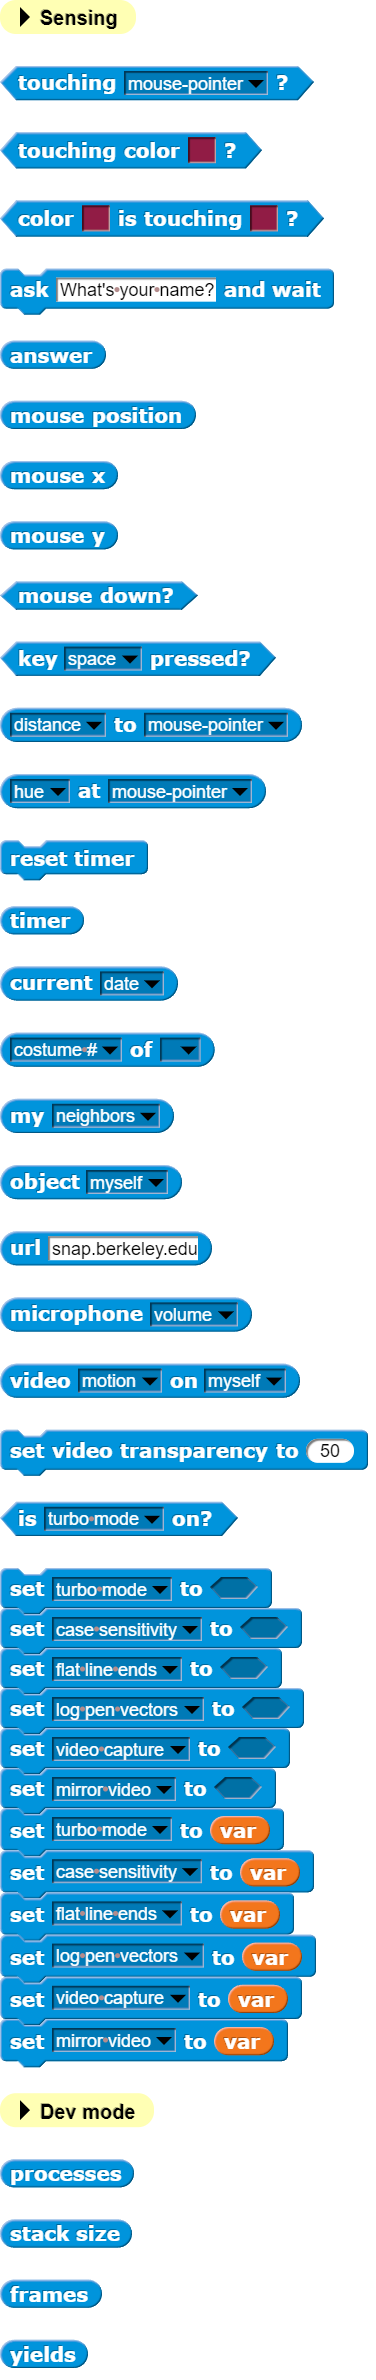 Sensing
touching mouse-pointer ?
touching color ?
color is touching ?
ask What's your name? and wait
answer
mouse position
mouse x
mouse y
mouse down?
key space pressed?
distance to mouse-pointer
hue at mouse-pointer
reset timer
timer
current date
costume # of
my neighbors
object myself
url snap.berkeley.edu
microphone volume
video motion on myself
set video transparency to 50
is turbo mode on?
set turbo mode to
set case sensitivity to
set flat line ends to
set log pen vectors to
set video capture to
set mirror video to
set turbo mode to var
set case sensitivity to var
set flat line ends to var
set log pen vectors to var
set video capture to var
set mirror video to var
Dev mode
processes
stack size
frames
yields